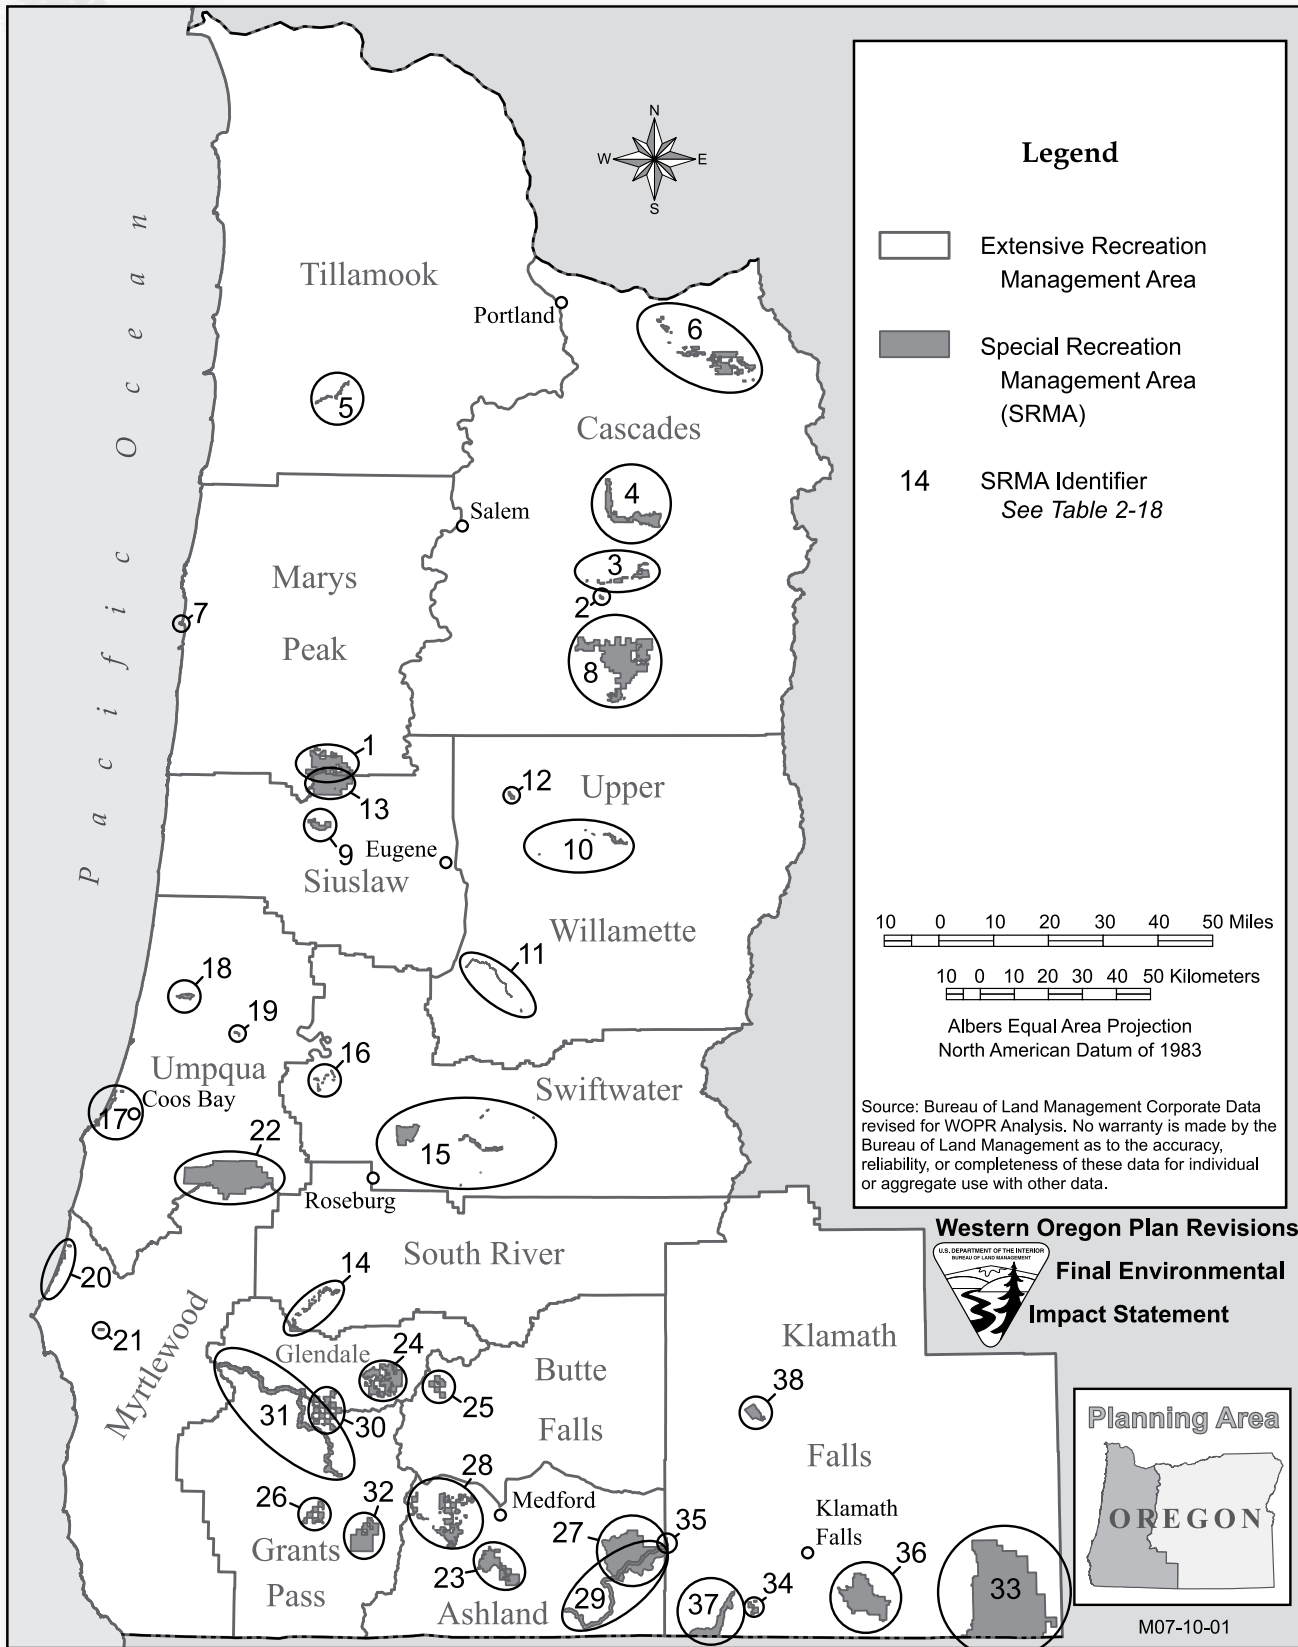 Legend
Extensive Recreation
Management Area
Special Recreation
Management Area
(SRMA)
14 SRMA Identifier
See Table 2-18
N
W E
S
Pacific Ocean
Tillamook
Portland
6
5
Cascades
4
Salem
3
2
Marys
Peak
7
8
1
13
9
Eugene
Siuslaw
12
Upper
10
Willamette
11
18
19
16
Umpqua
Swiftwater
17
Coos Bay
15
22
Roseburg
South River
20
14
21
Myrtlewood
Glendale
24
25
Butte
Falls
31
30
38
Klamath
Falls
28
26
32
Medford
Grants
Pass
27
35
Klamath
Falls
23
29
Ashland
37
34
36
33
10 0 10 20 30 40 50 Miles
10 0 10 20 30 40 50 Kilometers
Albers Equal Area Projection
North American Datum of 1983
Source: Bureau of Land Management Corporate Data
revised for WOPR Analysis. No warranty is made by the
Bureau of Land Management as to the accuracy,
reliability, or completeness of these data for individual
or aggregate use with other data.
Western Oregon Plan Revisions
U.S. DEPARTMENT OF THE INTERIOR
BUREAU OF LAND MANAGEMENT
Final Environmental
Impact Statement
Planning Area
OREGON
M07-10-01